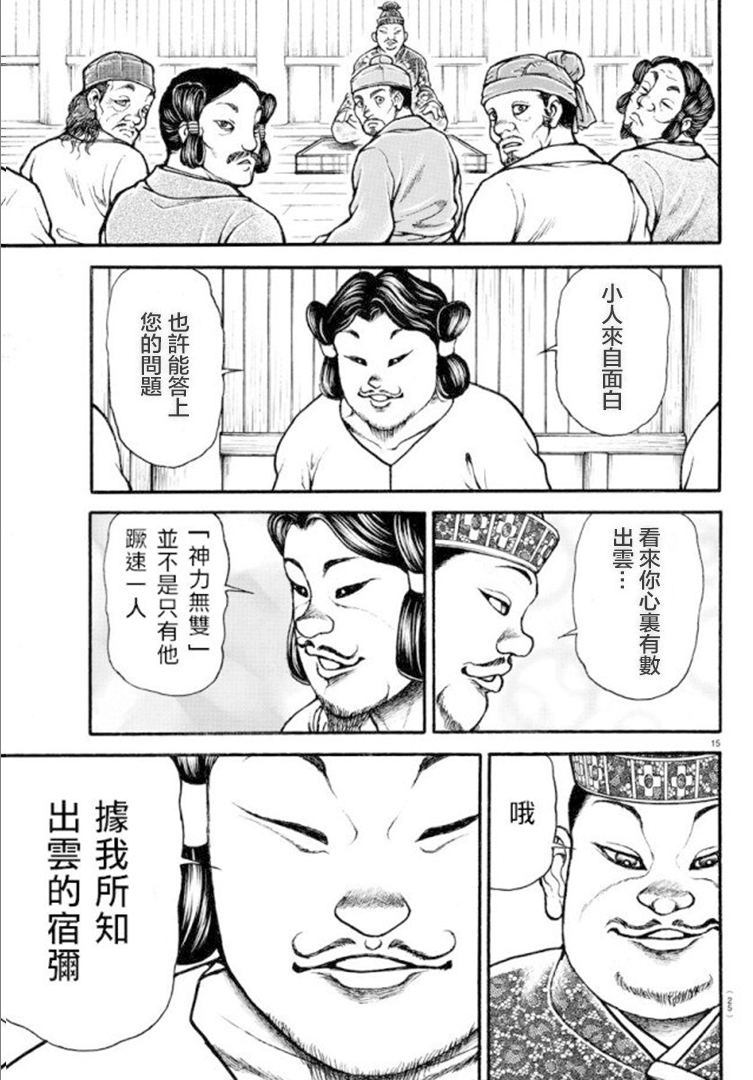 小人來自面白
也許能答上
您的問題
看來你心裏有數
出雲…
「神力無雙」
並不是只有他
蹶速一人
15
哦
據我所知
出雲的宿彌
(25)